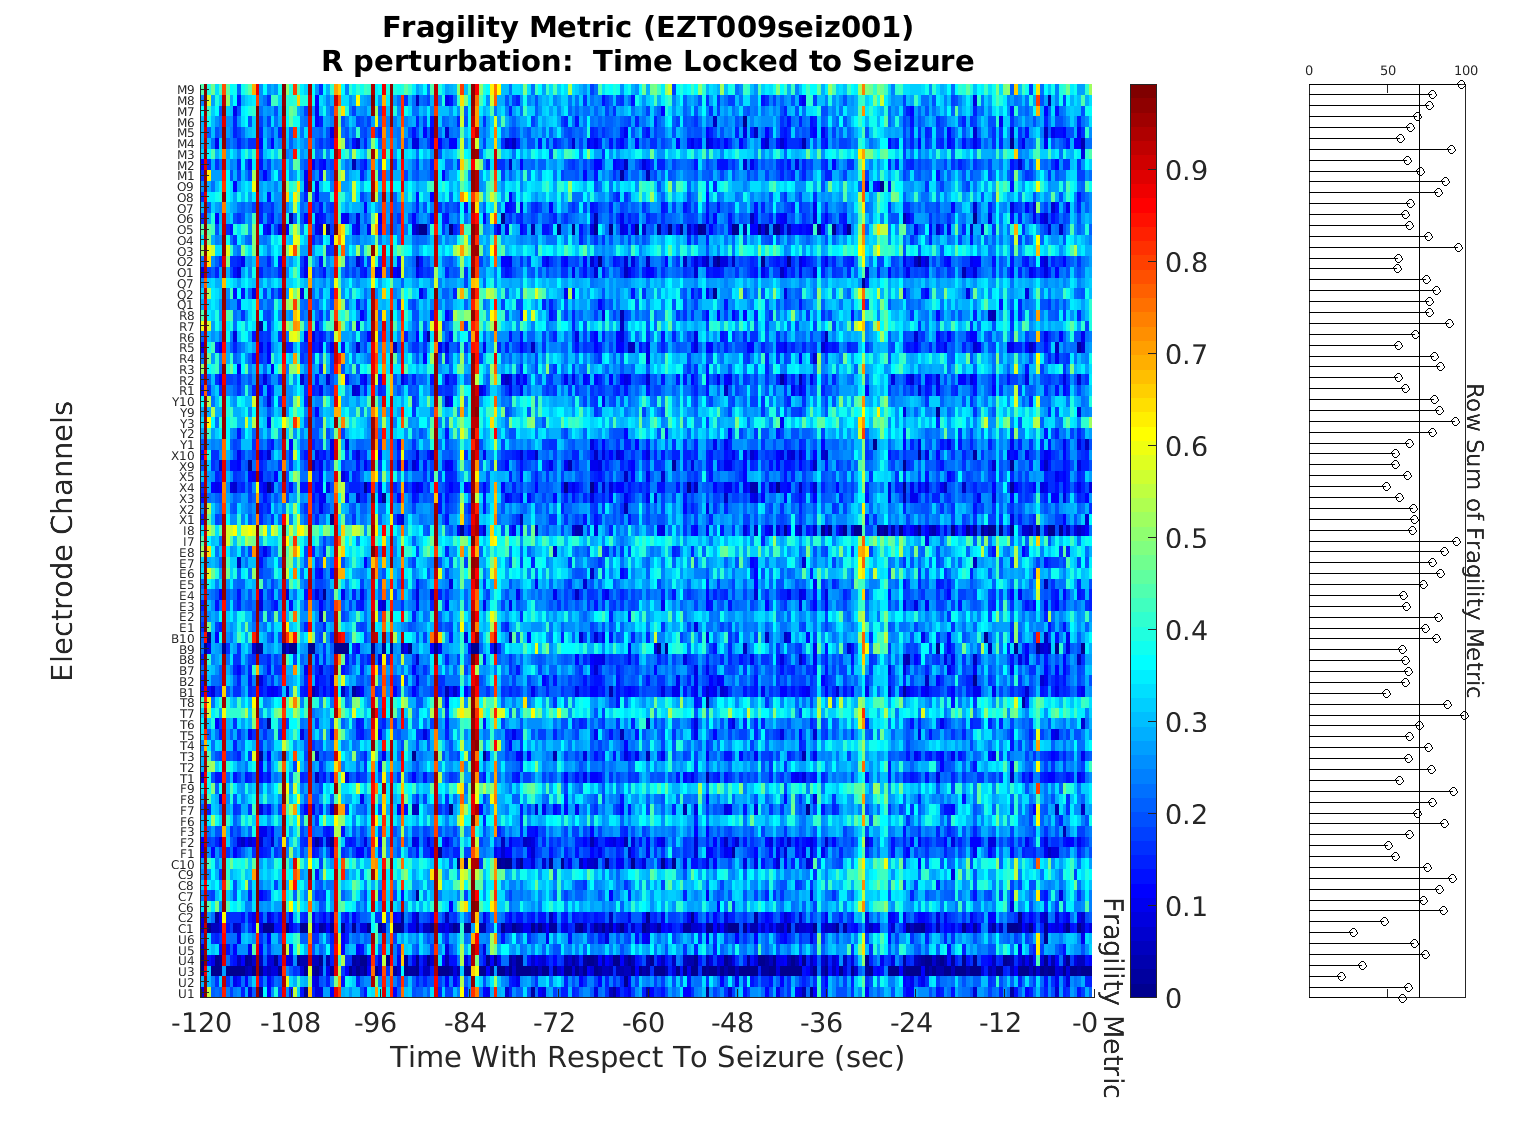 Fragility Metric (EZT009seiz001)
R perturbation:  Time Locked to Seizure
Electrode Channels
M9
M8
M7
M6
M5
M4
M3
M2
M1
O9
O8
O7
O6
O5
O4
O3
O2
O1
Q7
Q2
Q1
R8
R7
R6
R5
R4
R3
R2
R1
Y10
Y9
Y3
Y2
Y1
X10
X9
X5
X4
X3
X2
X1
I8
I7
E8
E7
E6
E5
E4
E3
E2
E1
B10
B9
B8
B7
B2
B1
T8
T7
T6
T5
T4
T3
T2
T1
F9
F8
F7
F6
F3
F2
F1
C10
C9
C8
C7
C6
C2
C1
U6
U5
U4
U3
U2
U1
-120 -108 -96 -84 -72 -60 -48 -36 -24 -12 -0
Time With Respect To Seizure (sec)
0.9
0.8
0.7
0.6
0.5
0.4
0.3
0.2
0.1
0
Fragility Metric
0 50 100
Row Sum of Fragility Metric